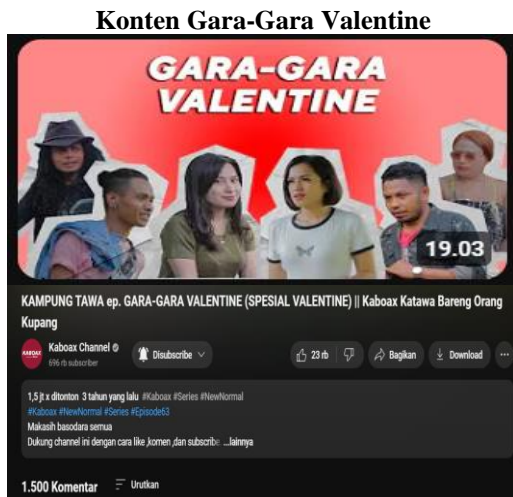 Konten Gara-Gara Valentine
GARA-GARA
VALENTINE
19.03
KAMPUNG TAWA ep. GARA-GARA VALENTINE (SPESIAL VALENTINE) || Kaboax Katawa Bareng Orang
Kupang
KABOAX
Kaboax Channel
696 rb subscriber
Disubscribe
23 rb
Bagikan
Download
1,5 jt x ditonton 3 tahun yang lalu #Kaboax #Series #NewNormal
#Kaboax #NewNormal #Series #Episode63
Makasih basodara semua
Dukung channel ini dengan cara like ,komen ,dan subscribe ...lainnya
1.500 Komentar
Urutkan